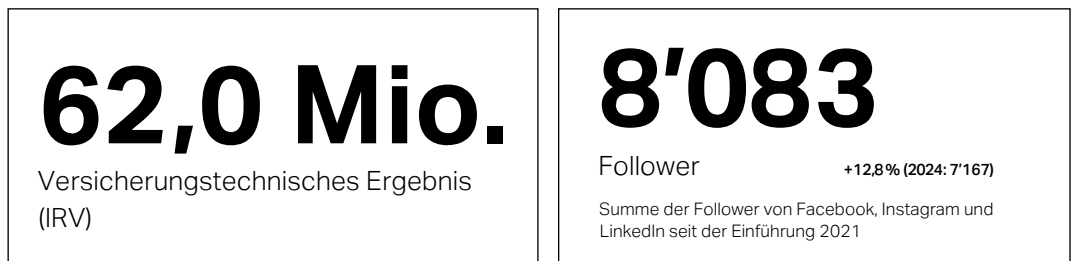 62,0 Mio.
Versicherungstechnisches Ergebnis
(IRV)
8’083
Follower +12,8 % (2024: 7’167)
Summe der Follower von Facebook, Instagram und
LinkedIn seit der Einführung 2021